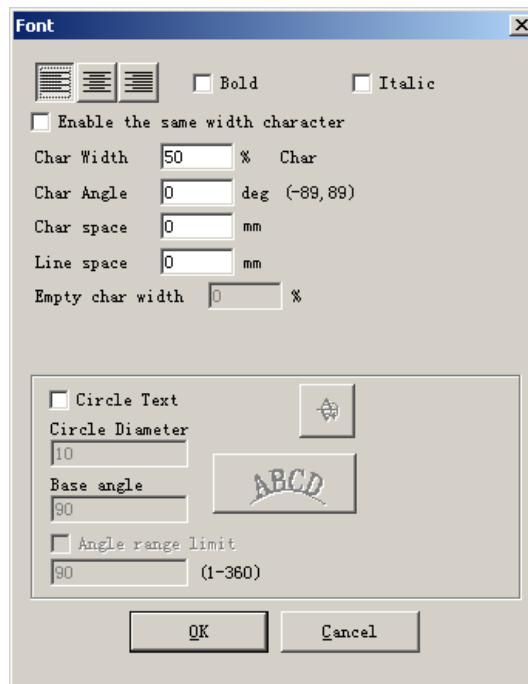 Font
Bold Italic
Enable the same width character
Char Width 50 % Char
Char Angle 0 deg (-89,89)
Char space 0 mm
Line space 0 mm
Empty char width 0 %
Circle Text
Circle Diameter
10
ABCD
Base angle
90
Angle range limit
90 (1-360)
OK Cancel